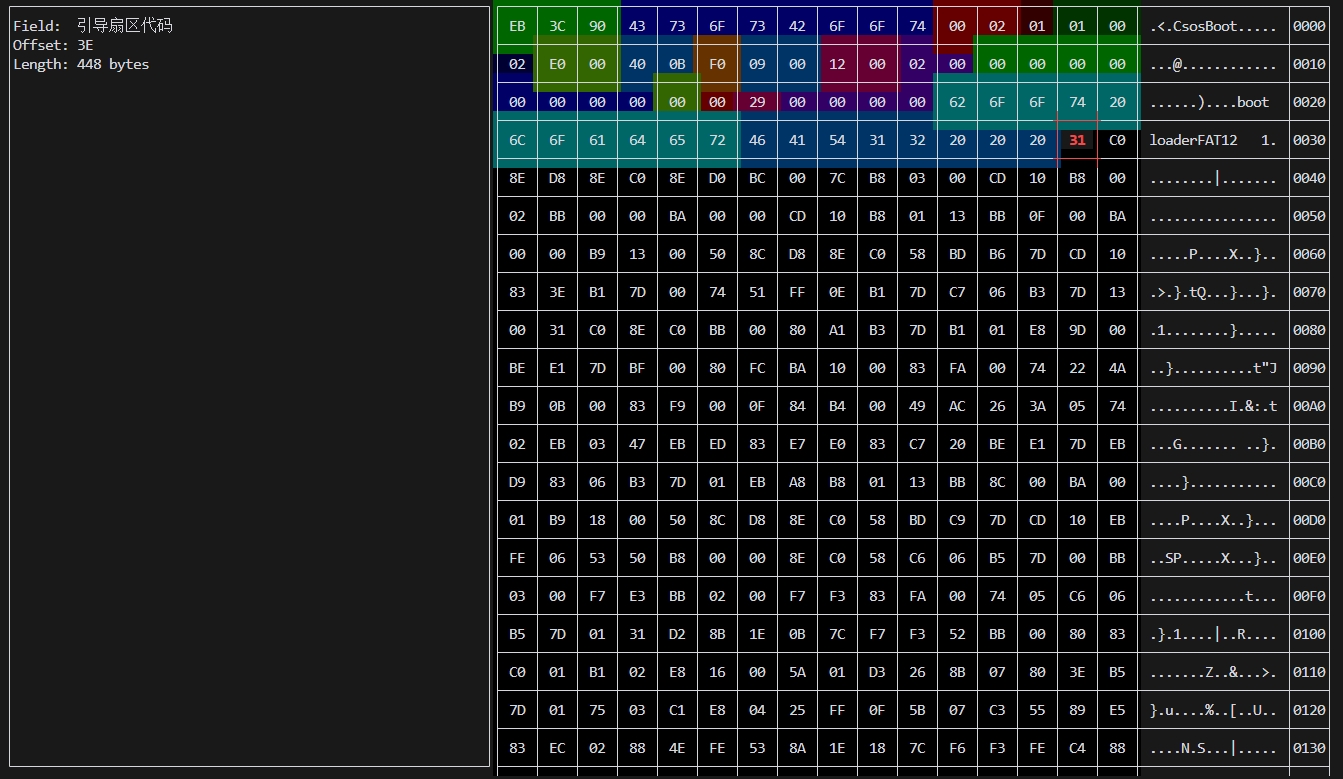 Field:  引导扇区代码
Offset: 3E
Length: 448 bytes
EB 3C 90 43 73 6F 73 42 6F 6F 74 00 02 01 01 00 .<.CsosBoot..... 0000
02 E0 00 40 0B F0 09 00 12 00 02 00 00 00 00 00 ...@............ 0010
00 00 00 00 00 00 29 00 00 00 00 62 6F 6F 74 20 ......)....boot  0020
6C 6F 61 64 65 72 46 41 54 31 32 20 20 20 31 C0 loaderFAT12   1. 0030
8E D8 8E C0 8E D0 BC 00 7C B8 03 00 CD 10 B8 00 ........|....... 0040
02 BB 00 00 BA 00 00 CD 10 B8 01 13 BB 0F 00 BA ................ 0050
00 00 B9 13 00 50 8C D8 8E C0 58 BD B6 7D CD 10 .....P....X..}.. 0060
83 3E B1 7D 00 74 51 FF 0E B1 7D C7 06 B3 7D 13 .>.}.tQ...}...}. 0070
00 31 C0 8E C0 BB 00 80 A1 B3 7D B1 01 E8 9D 00 .1........}..... 0080
BE E1 7D BF 00 80 FC BA 10 00 83 FA 00 74 22 4A ..}..........t"J 0090
B9 0B 00 83 F9 00 0F 84 B4 00 49 AC 26 3A 05 74 ..........I.&:.t 00A0
02 EB 03 47 EB ED 83 E7 E0 83 C7 20 BE E1 7D EB ...G....... ..}. 00B0
D9 83 06 B3 7D 01 EB A8 B8 01 13 BB 8C 00 BA 00 ....}........... 00C0
01 B9 18 00 50 8C D8 8E C0 58 BD C9 7D CD 10 EB ....P....X..}... 00D0
FE 06 53 50 B8 00 00 8E C0 58 C6 06 B5 7D 00 BB ..SP.....X...}.. 00E0
03 00 F7 E3 BB 02 00 F7 F3 83 FA 00 74 05 C6 06 ............t... 00F0
B5 7D 01 31 D2 8B 1E 0B 7C F7 F3 52 BB 00 80 83 .}.1....|..R.... 0100
C0 01 B1 02 E8 16 00 5A 01 D3 26 8B 07 80 3E B5 .......Z..&...>. 0110
7D 01 75 03 C1 E8 04 25 FF 0F 5B 07 C3 55 89 E5 }.u....%..[..U.. 0120
83 EC 02 88 4E FE 53 8A 1E 18 7C F6 F3 FE C4 88 ....N.S...|..... 0130